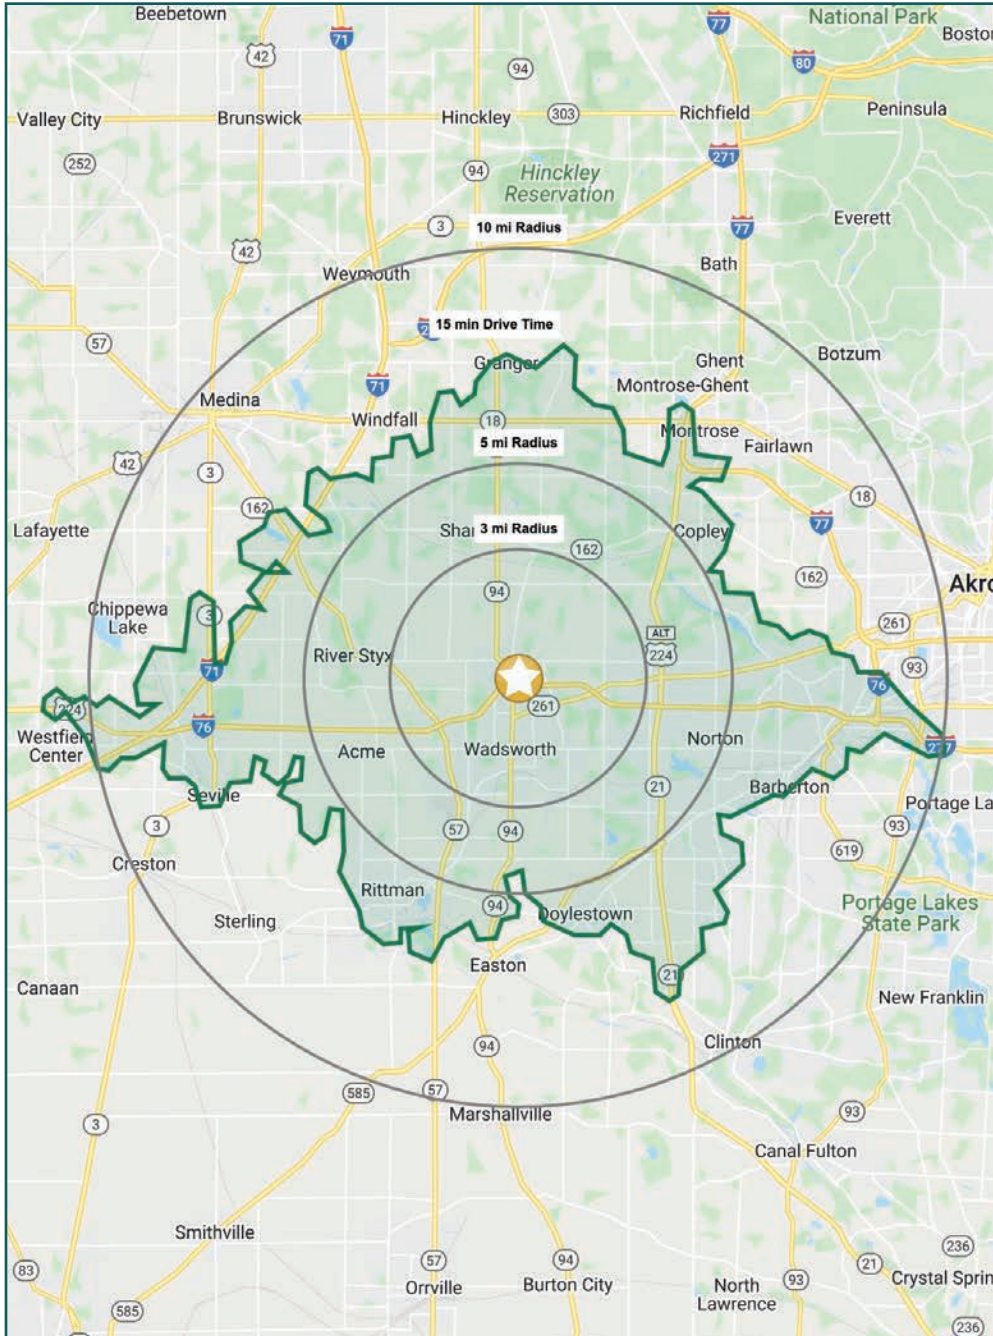 Beebetown
71
77
National Park
Boston
42
80
94
Valley City
Brunswick
Hinckley
303
Richfield
Peninsula
252
94
271
Hinckley
Reservation
Everett
3
10 mi Radius
77
42
Bath
Weymouth
15 min Drive Time
57
Granger
Ghent
Botzum
71
Montrose-Ghent
Medina
Windfall
18
Montrose
5 mi Radius
Fairlawn
42
3
18
162
77
Lafayette
3 mi Radius
Copley
162
162
94
Akro
Chippewa
Lake
3
261
ALT
River Styx
224
93
71
76
261
224
76
Westfield
Center
Acme
Wadsworth
Norton
277
Seville
21
Barberton
Portage La
3
57
94
93
Creston
619
Rittman
Portage Lakes
State Park
Sterling
94
Doylestown
Easton
21
Canaan
New Franklin
Clinton
94
585
57
Marshallville
93
3
Canal Fulton
Smithville
236
83
57
94
21
Orrville
Burton City
93
North
Lawrence
Crystal Sprin
585
236